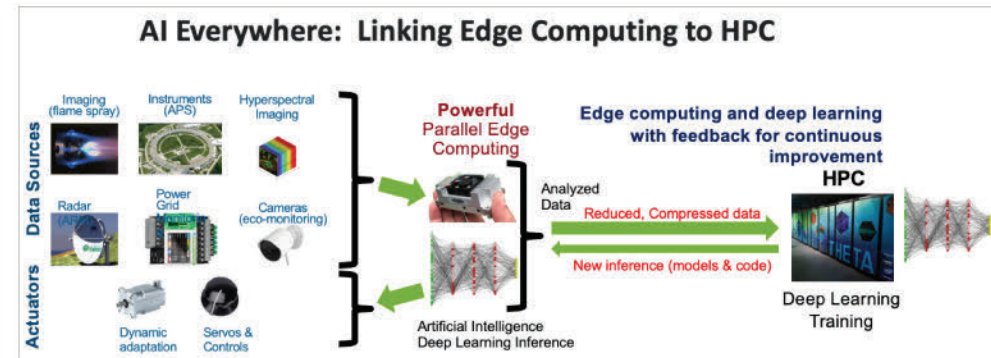 AI Everywhere: Linking Edge Computing to HPC
Data Sources
Imaging
(flame spray)
Instruments
(APS)
Hyperspectral
Imaging
Radar
Power
Grid
Cameras
(eco-monitoring)
Actuators
Dynamic
adaptation
Servos &
Controls
Powerful
Parallel Edge
Computing
Artificial Intelligence
Deep Learning Inference
Analyzed
Data
Reduced, Compressed data
New inference (models & code)
Edge computing and deep learning
with feedback for continuous
improvement
HPC
THETA
Deep Learning
Training